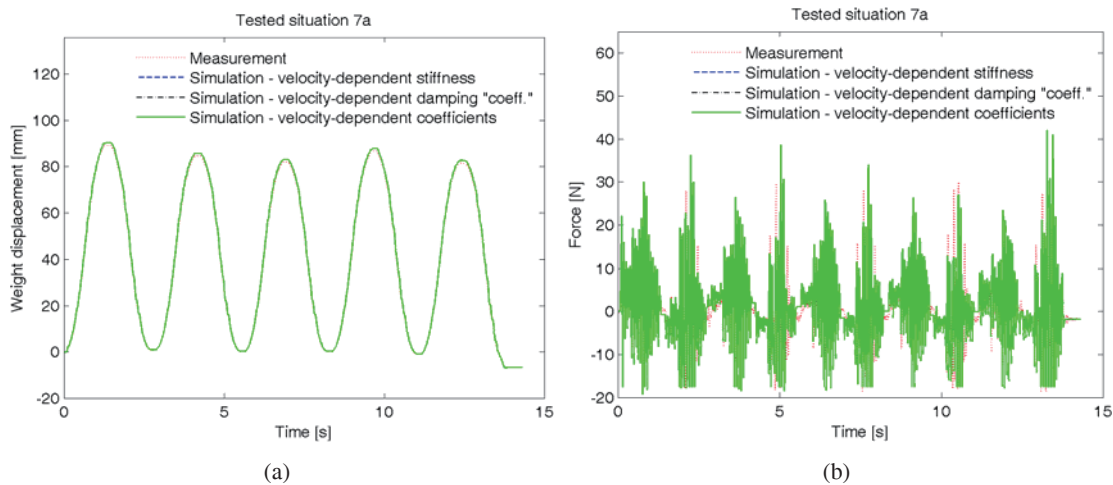 Tested situation 7a
Measurement
Simulation - velocity-dependent stiffness
Simulation - velocity-dependent damping "coeff."
Simulation - velocity-dependent coefficients
Weight displacement [mm]
120
100
80
60
40
20
0
-20
0
5
10
15
Time [s]
(a)
Tested situation 7a
Measurement
Simulation - velocity-dependent stiffness
Simulation - velocity-dependent damping "coeff."
Simulation - velocity-dependent coefficients
Force [N]
60
50
40
30
20
10
0
-10
-20
0
5
10
15
Time [s]
(b)